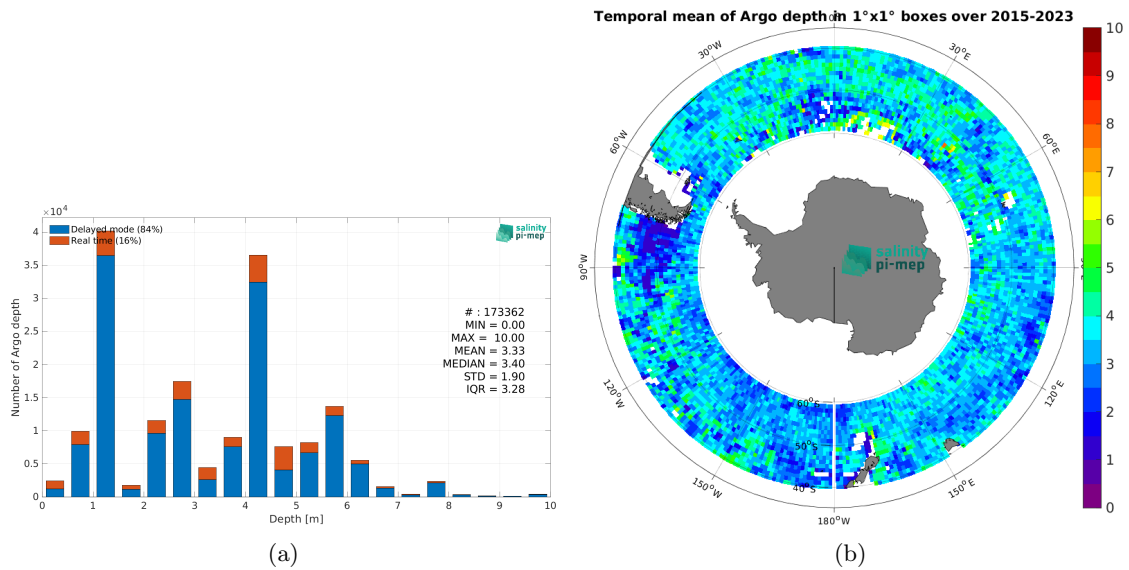 ×10⁴
4
3.5
3
2.5
2
1.5
1
0.5
0
Number of Argo depth
Delayed mode (84%)
Real time (16%)
salinity
pi-mep
# : 173362
MIN = 0.00
MAX = 10.00
MEAN = 3.33
MEDIAN = 3.40
STD = 1.90
IQR = 3.28
0 1 2 3 4 5 6 7 8 9 10
Depth [m]
(a)
Temporal mean of Argo depth in 1°x1° boxes over 2015-2023
30°W
30°E
60°W
60°E
90°W
salinity
pi-mep
120°W
120°E
60°S
50°S
40°S
150°W
150°E
180°W
10
9
8
7
6
5
4
3
2
1
0
(b)